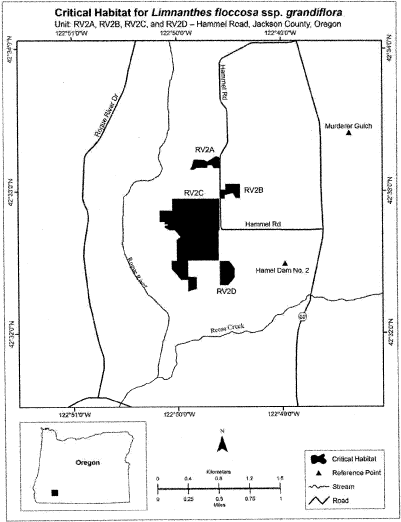 Critical Habitat for Limnanthes floccosa ssp. grandiflora
Unit: RV2A, RV2B, RV2C, and RV2D – Hammel Road, Jackson County, Oregon
122°51'0"W 122°50'0"W 122°49'0"W
42°34'0"N 42°34'0"N
Rogue River Dr
Hammel Rd
Murderer Gulch
RV2A
42°33'0"N 42°33'0"N
RV2C
RV2B
Hammel Rd
Rogue River
Hamel Dam No. 2
RV2D
Reese Creek
62
42°32'0"N 42°32'0"N
122°51'0"W 122°50'0"W 122°49'0"W
Oregon
N
Kilometers
0 0.4 0.8 1.2 1.6
0 0.25 0.5 0.75 1
Miles
Critical Habitat
Reference Point
Stream
Road